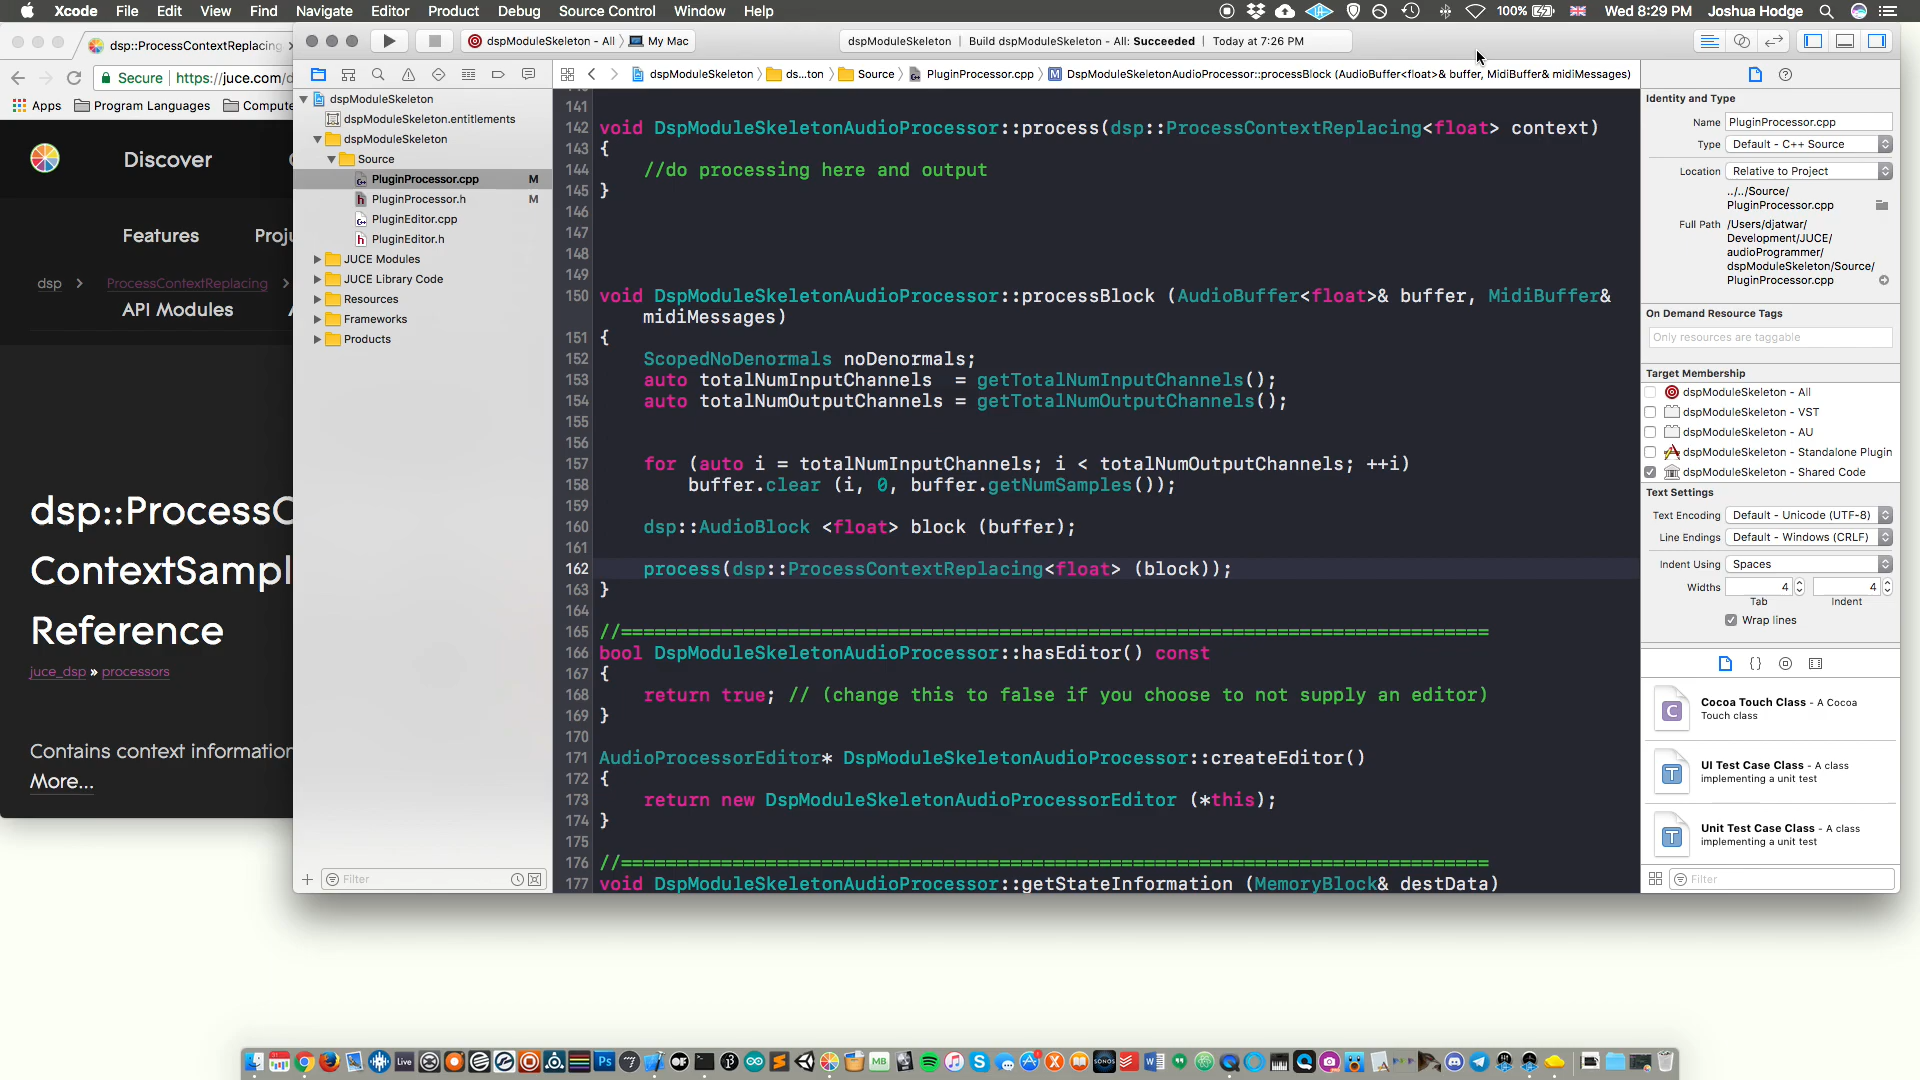 Xcode File Edit View Find Navigate Editor Product Debug Source Control Window Help
100% Wed 8:29 PM Joshua Hodge
dsp::ProcessContextReplacing
Secure https://juce.com/d
Apps Program Languages Compute
Discover
Features Proj
dsp ProcessContextReplacing
API Modules
dsp::ProcessC
ContextSampl
Reference
juce_dsp » processors
Contains context information
More...
dspModuleSkeleton - All My Mac
dspModuleSkeleton | Build dspModuleSkeleton - All: Succeeded | Today at 7:26 PM
dspModuleSkeleton ds...ton Source PluginProcessor.cpp DspModuleSkeletonAudioProcessor::processBlock (AudioBuffer<float>& buffer, MidiBuffer& midiMessages)
dspModuleSkeleton
dspModuleSkeleton.entitlements
dspModuleSkeleton
Source
PluginProcessor.cpp M
PluginProcessor.h M
PluginEditor.cpp
PluginEditor.h
JUCE Modules
JUCE Library Code
Resources
Frameworks
Products
Filter
141
142 void DspModuleSkeletonAudioProcessor::process(dsp::ProcessContextReplacing<float> context)
143 {
144 //do processing here and output
145 }
146
147
148
149
150 void DspModuleSkeletonAudioProcessor::processBlock (AudioBuffer<float>& buffer, MidiBuffer&
midiMessages)
151 {
152 ScopedNoDenormals noDenormals;
153 auto totalNumInputChannels  = getTotalNumInputChannels();
154 auto totalNumOutputChannels = getTotalNumOutputChannels();
155
156
157 for (auto i = totalNumInputChannels; i < totalNumOutputChannels; ++i)
158 buffer.clear (i, 0, buffer.getNumSamples());
159
160 dsp::AudioBlock <float> block (buffer);
161
162 process(dsp::ProcessContextReplacing<float> (block));
163 }
164
165 //==============================================================================
166 bool DspModuleSkeletonAudioProcessor::hasEditor() const
167 {
168 return true; // (change this to false if you choose to not supply an editor)
169 }
170
171 AudioProcessorEditor* DspModuleSkeletonAudioProcessor::createEditor()
172 {
173 return new DspModuleSkeletonAudioProcessorEditor (*this);
174 }
175
176 //==============================================================================
177 void DspModuleSkeletonAudioProcessor::getStateInformation (MemoryBlock& destData)
Identity and Type
Name PluginProcessor.cpp
Type Default - C++ Source
Location Relative to Project
../../Source/
PluginProcessor.cpp
Full Path /Users/djatwar/
Development/JUCE/
audioProgrammer/
dspModuleSkeleton/Source/
PluginProcessor.cpp
On Demand Resource Tags
Only resources are taggable
Target Membership
dspModuleSkeleton - All
dspModuleSkeleton - VST
dspModuleSkeleton - AU
dspModuleSkeleton - Standalone Plugin
dspModuleSkeleton - Shared Code
Text Settings
Text Encoding Default - Unicode (UTF-8)
Line Endings Default - Windows (CRLF)
Indent Using Spaces
Widths 4 4
Tab Indent
Wrap lines
Cocoa Touch Class - A Cocoa
Touch class
UI Test Case Class - A class
implementing a unit test
Unit Test Case Class - A class
implementing a unit test
Filter